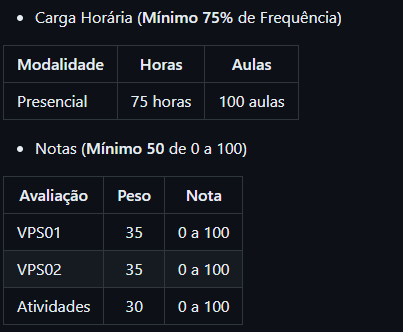 Carga Horária (Mínimo 75% de Frequência)
Modalidade Horas Aulas
Presencial 75 horas 100 aulas
Notas (Mínimo 50 de 0 a 100)
Avaliação Peso Nota
VPS01 35 0 a 100
VPS02 35 0 a 100
Atividades 30 0 a 100